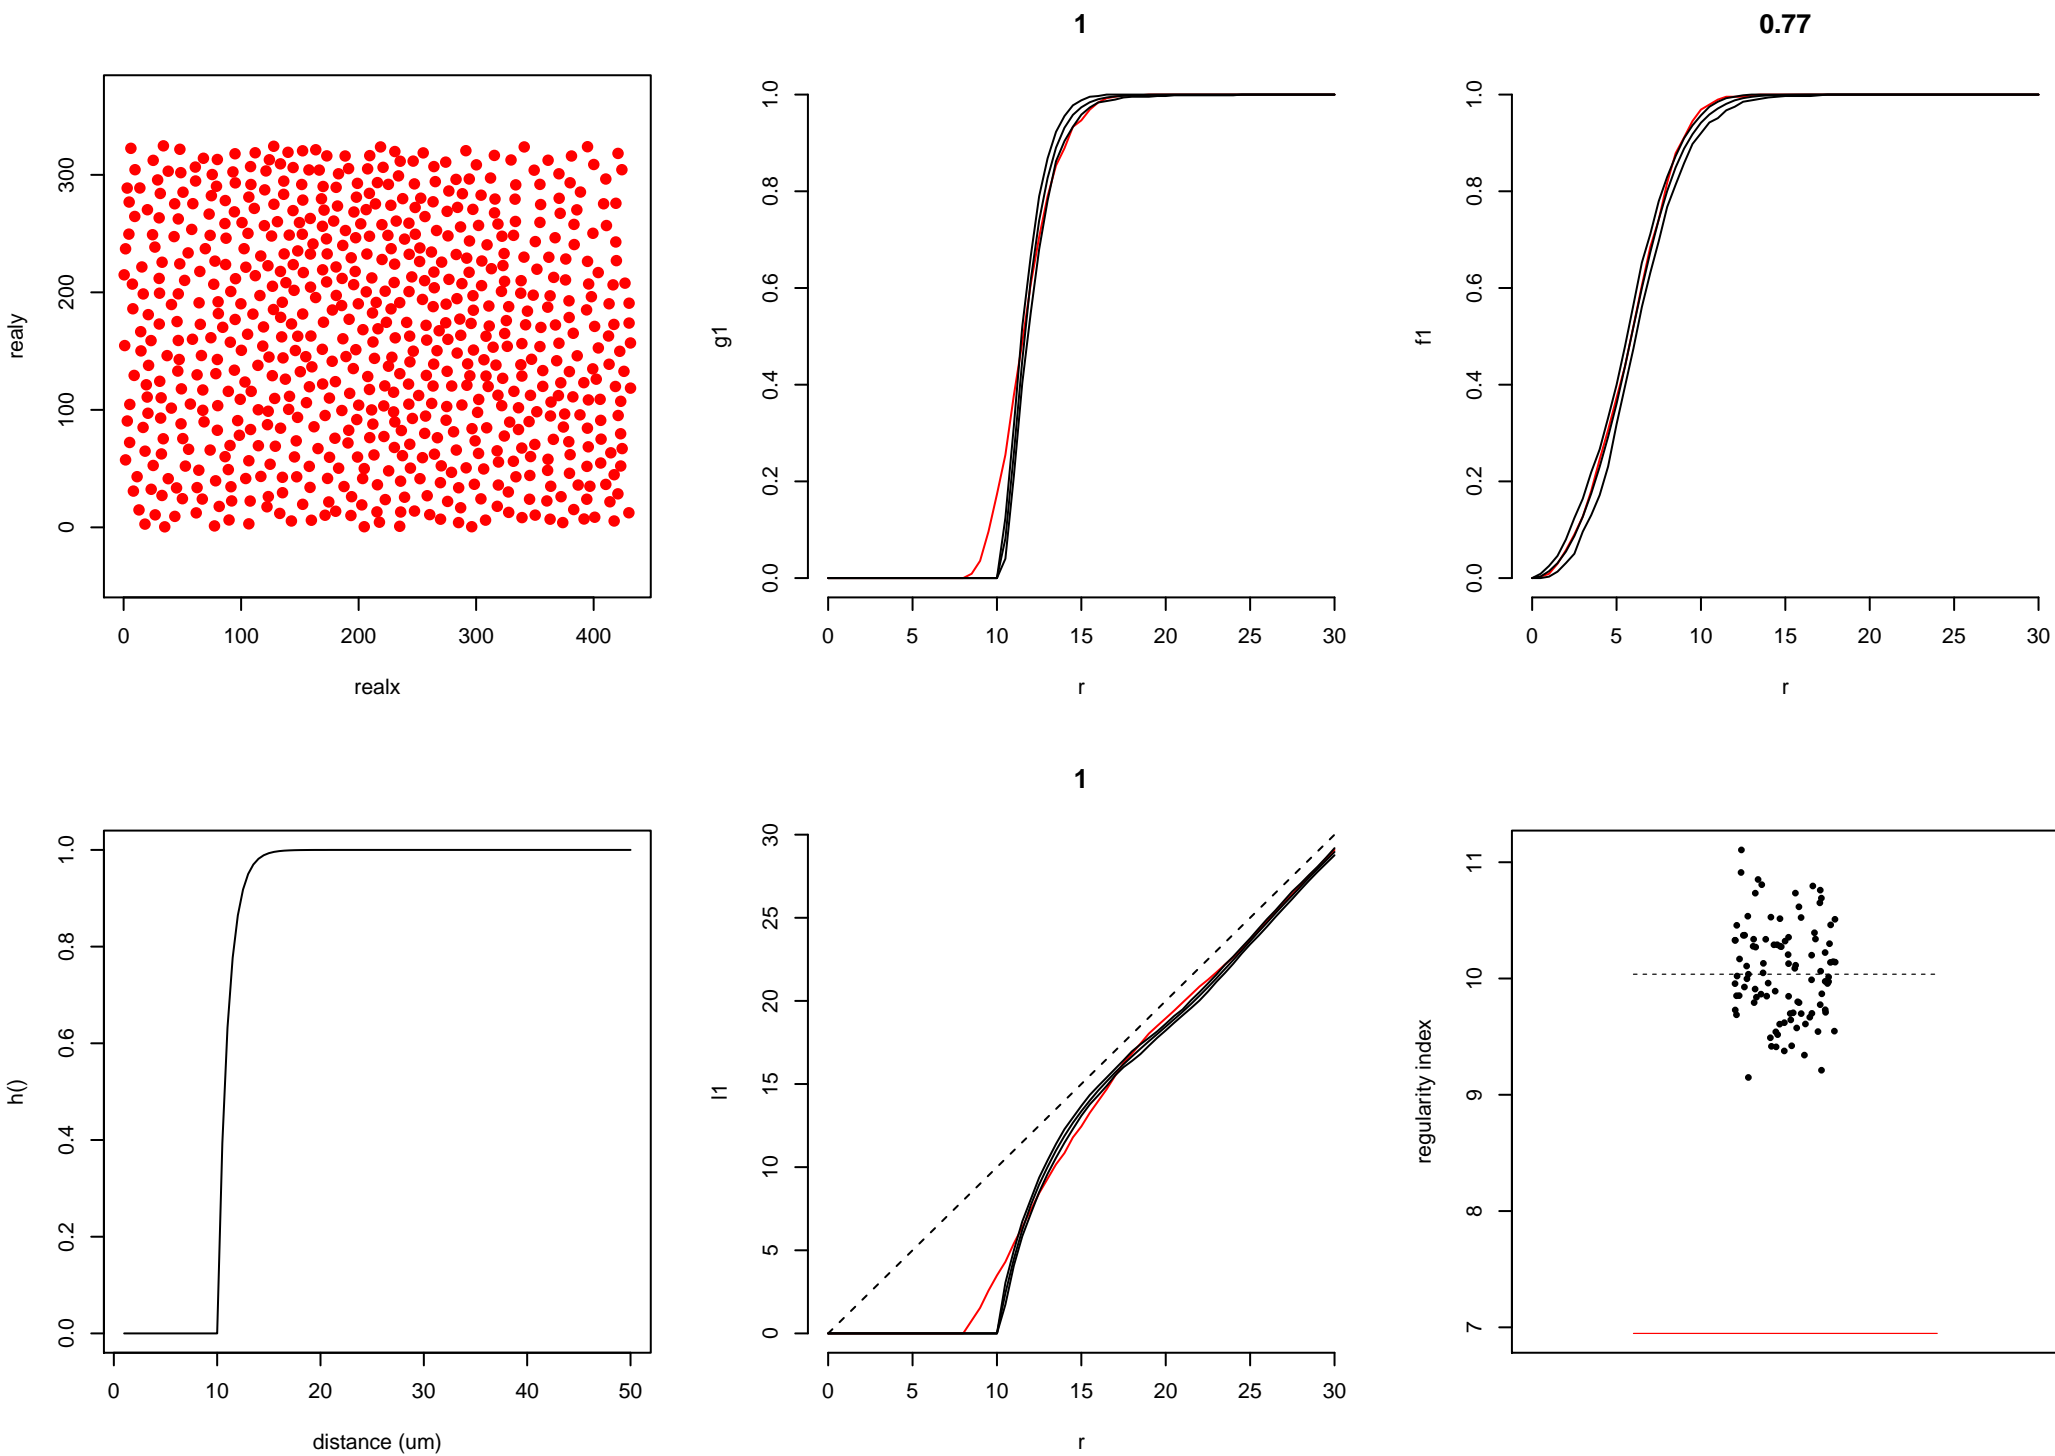 1
0.77
realy
0
100
200
300
0 100 200 300 400
realx
g1
0.0 0.2 0.4 0.6 0.8 1.0
0 5 10 15 20 25 30
r
f1
0.0 0.2 0.4 0.6 0.8 1.0
0 5 10 15 20 25 30
r
h()
0.0 0.2 0.4 0.6 0.8 1.0
0 10 20 30 40 50
distance (um)
1
l1
0 5 10 15 20 25 30
0 5 10 15 20 25 30
r
regularity index
7 8 9 10 11